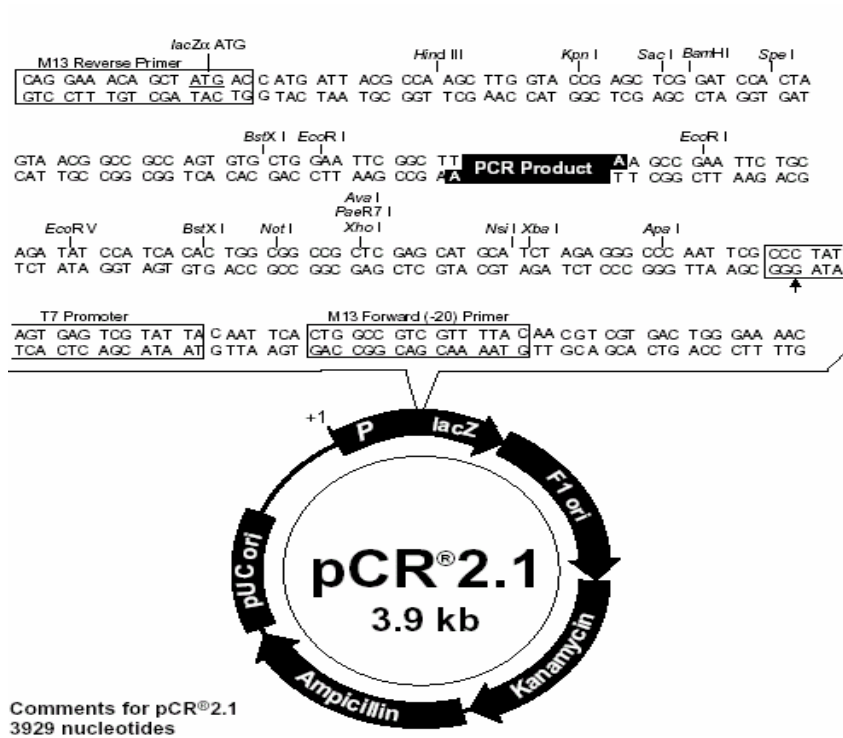 lacZα ATG
M13 Reverse Primer Hind III Kpn I Sac I BamHI Spe I
CAG GAA ACA GCT ATG AC C ATG ATT ACG CCA AGC TTG GTA CCG AGC TCG GAT CCA CTA
GTC CTT TGT CGA TAC TG G TAC TAA TGC GGT TCG AAC CAT GGC TCG AGC CTA GGT GAT
BstX I EcoR I EcoR I
GTA ACG GCC GCC AGT GTG CTG GAA TTC GGC TT PCR Product A A GCC GAA TTC TGC
CAT TGC CGG CGG TCA CAC GAC CTT AAG CCG A A T T CGG CTT AAG ACG
Ava I
PaeR7 I
EcoR V BstX I Not I Xho I Nsi I Xba I Apa I
AGA TAT CCA TCA CAC TGG CGG CCG CTC GAG CAT GCA TCT AGA GGG CCC AAT TCG CCC TAT
TCT ATA GGT AGT GTG ACC GCC GGC GAG CTC GTA CGT AGA TCT CCC GGG TTA AGC GGG ATA
T7 Promoter M13 Forward (-20) Primer
AGT GAG TCG TAT TA C AAT TCA CTG GCC GTC GTT TTA C AA CGT CGT GAC TGG GAA AAC
TCA CTC AGC ATA AT G TTA AGT GAC CGG CAG CAA AAT G TT GCA GCA CTG ACC CTT TTG
+1 P lacZ
F1 ori
pUC ori
pCR®2.1
3.9 kb
Kanamycin
Ampicillin
Comments for pCR®2.1
3929 nucleotides